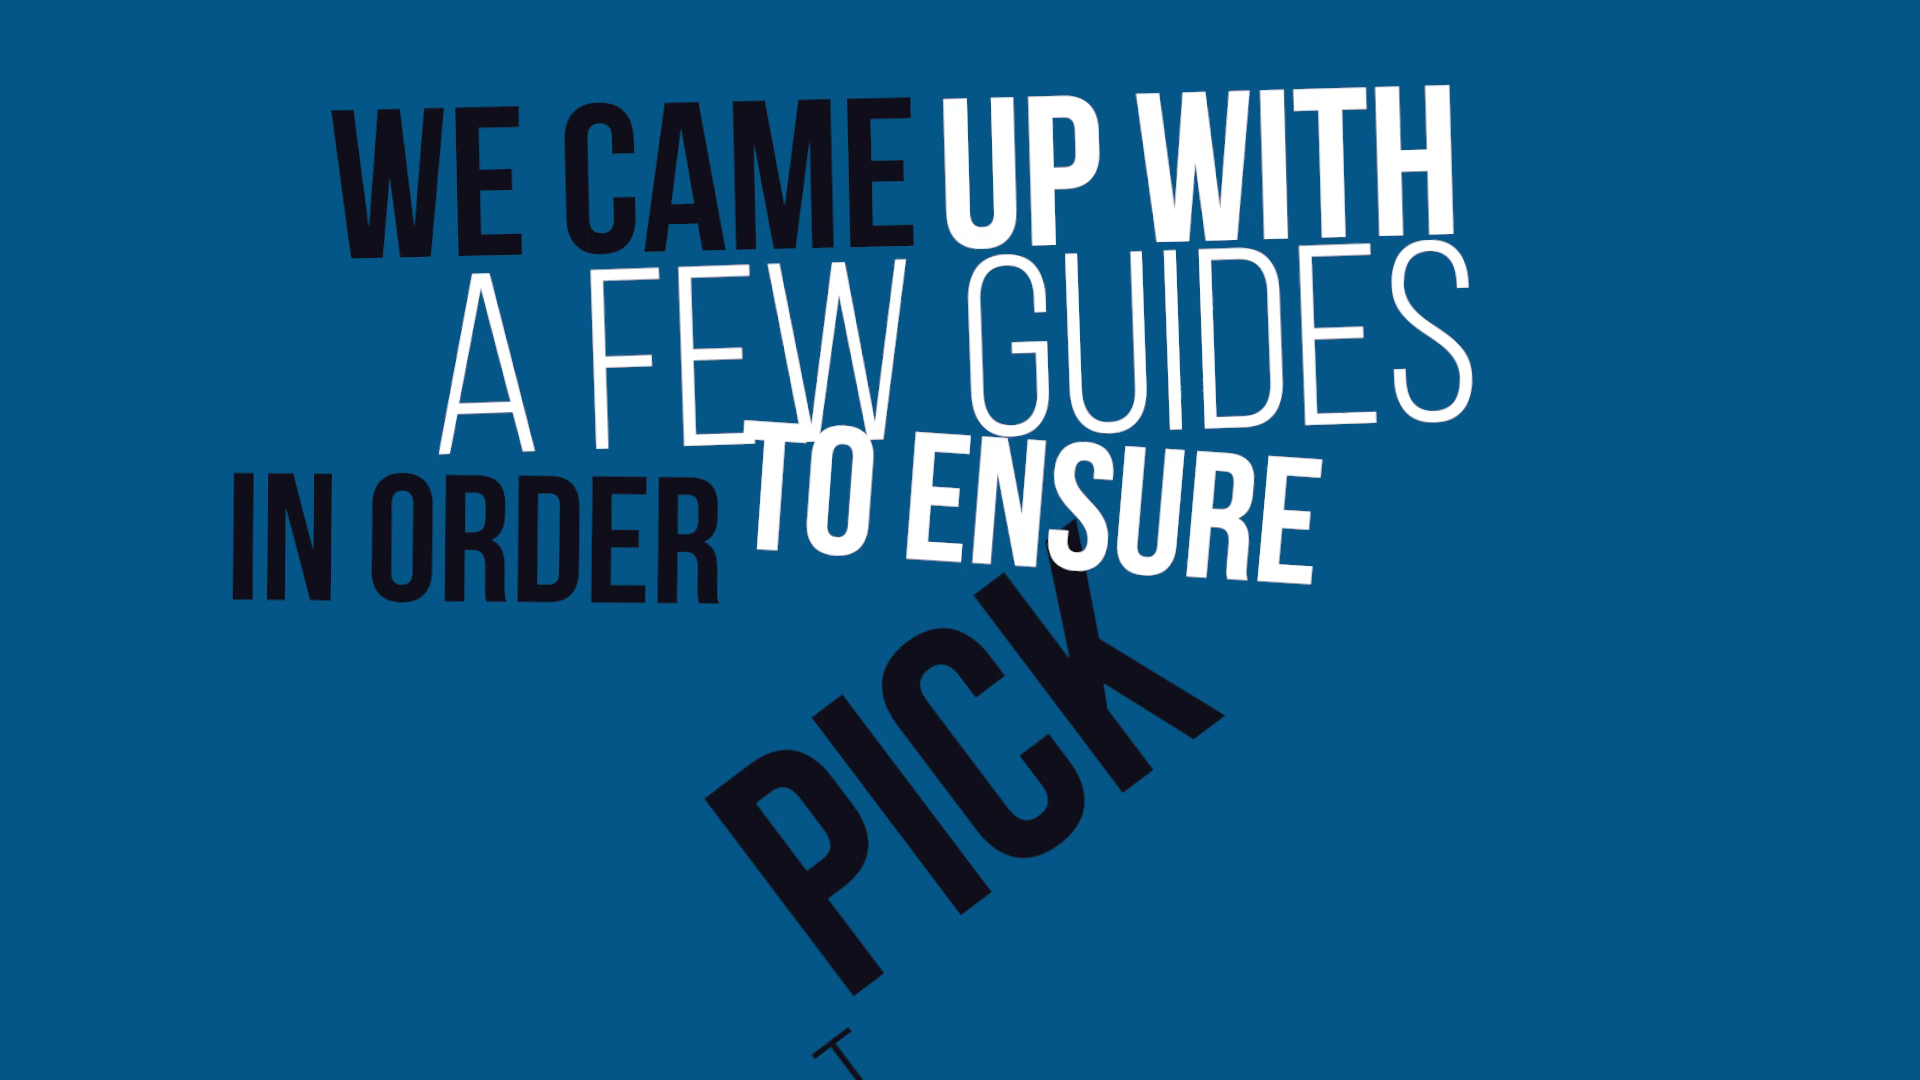 WE CAME UP WITH
A FEW GUIDES
IN ORDER TO ENSURE
PICK
T